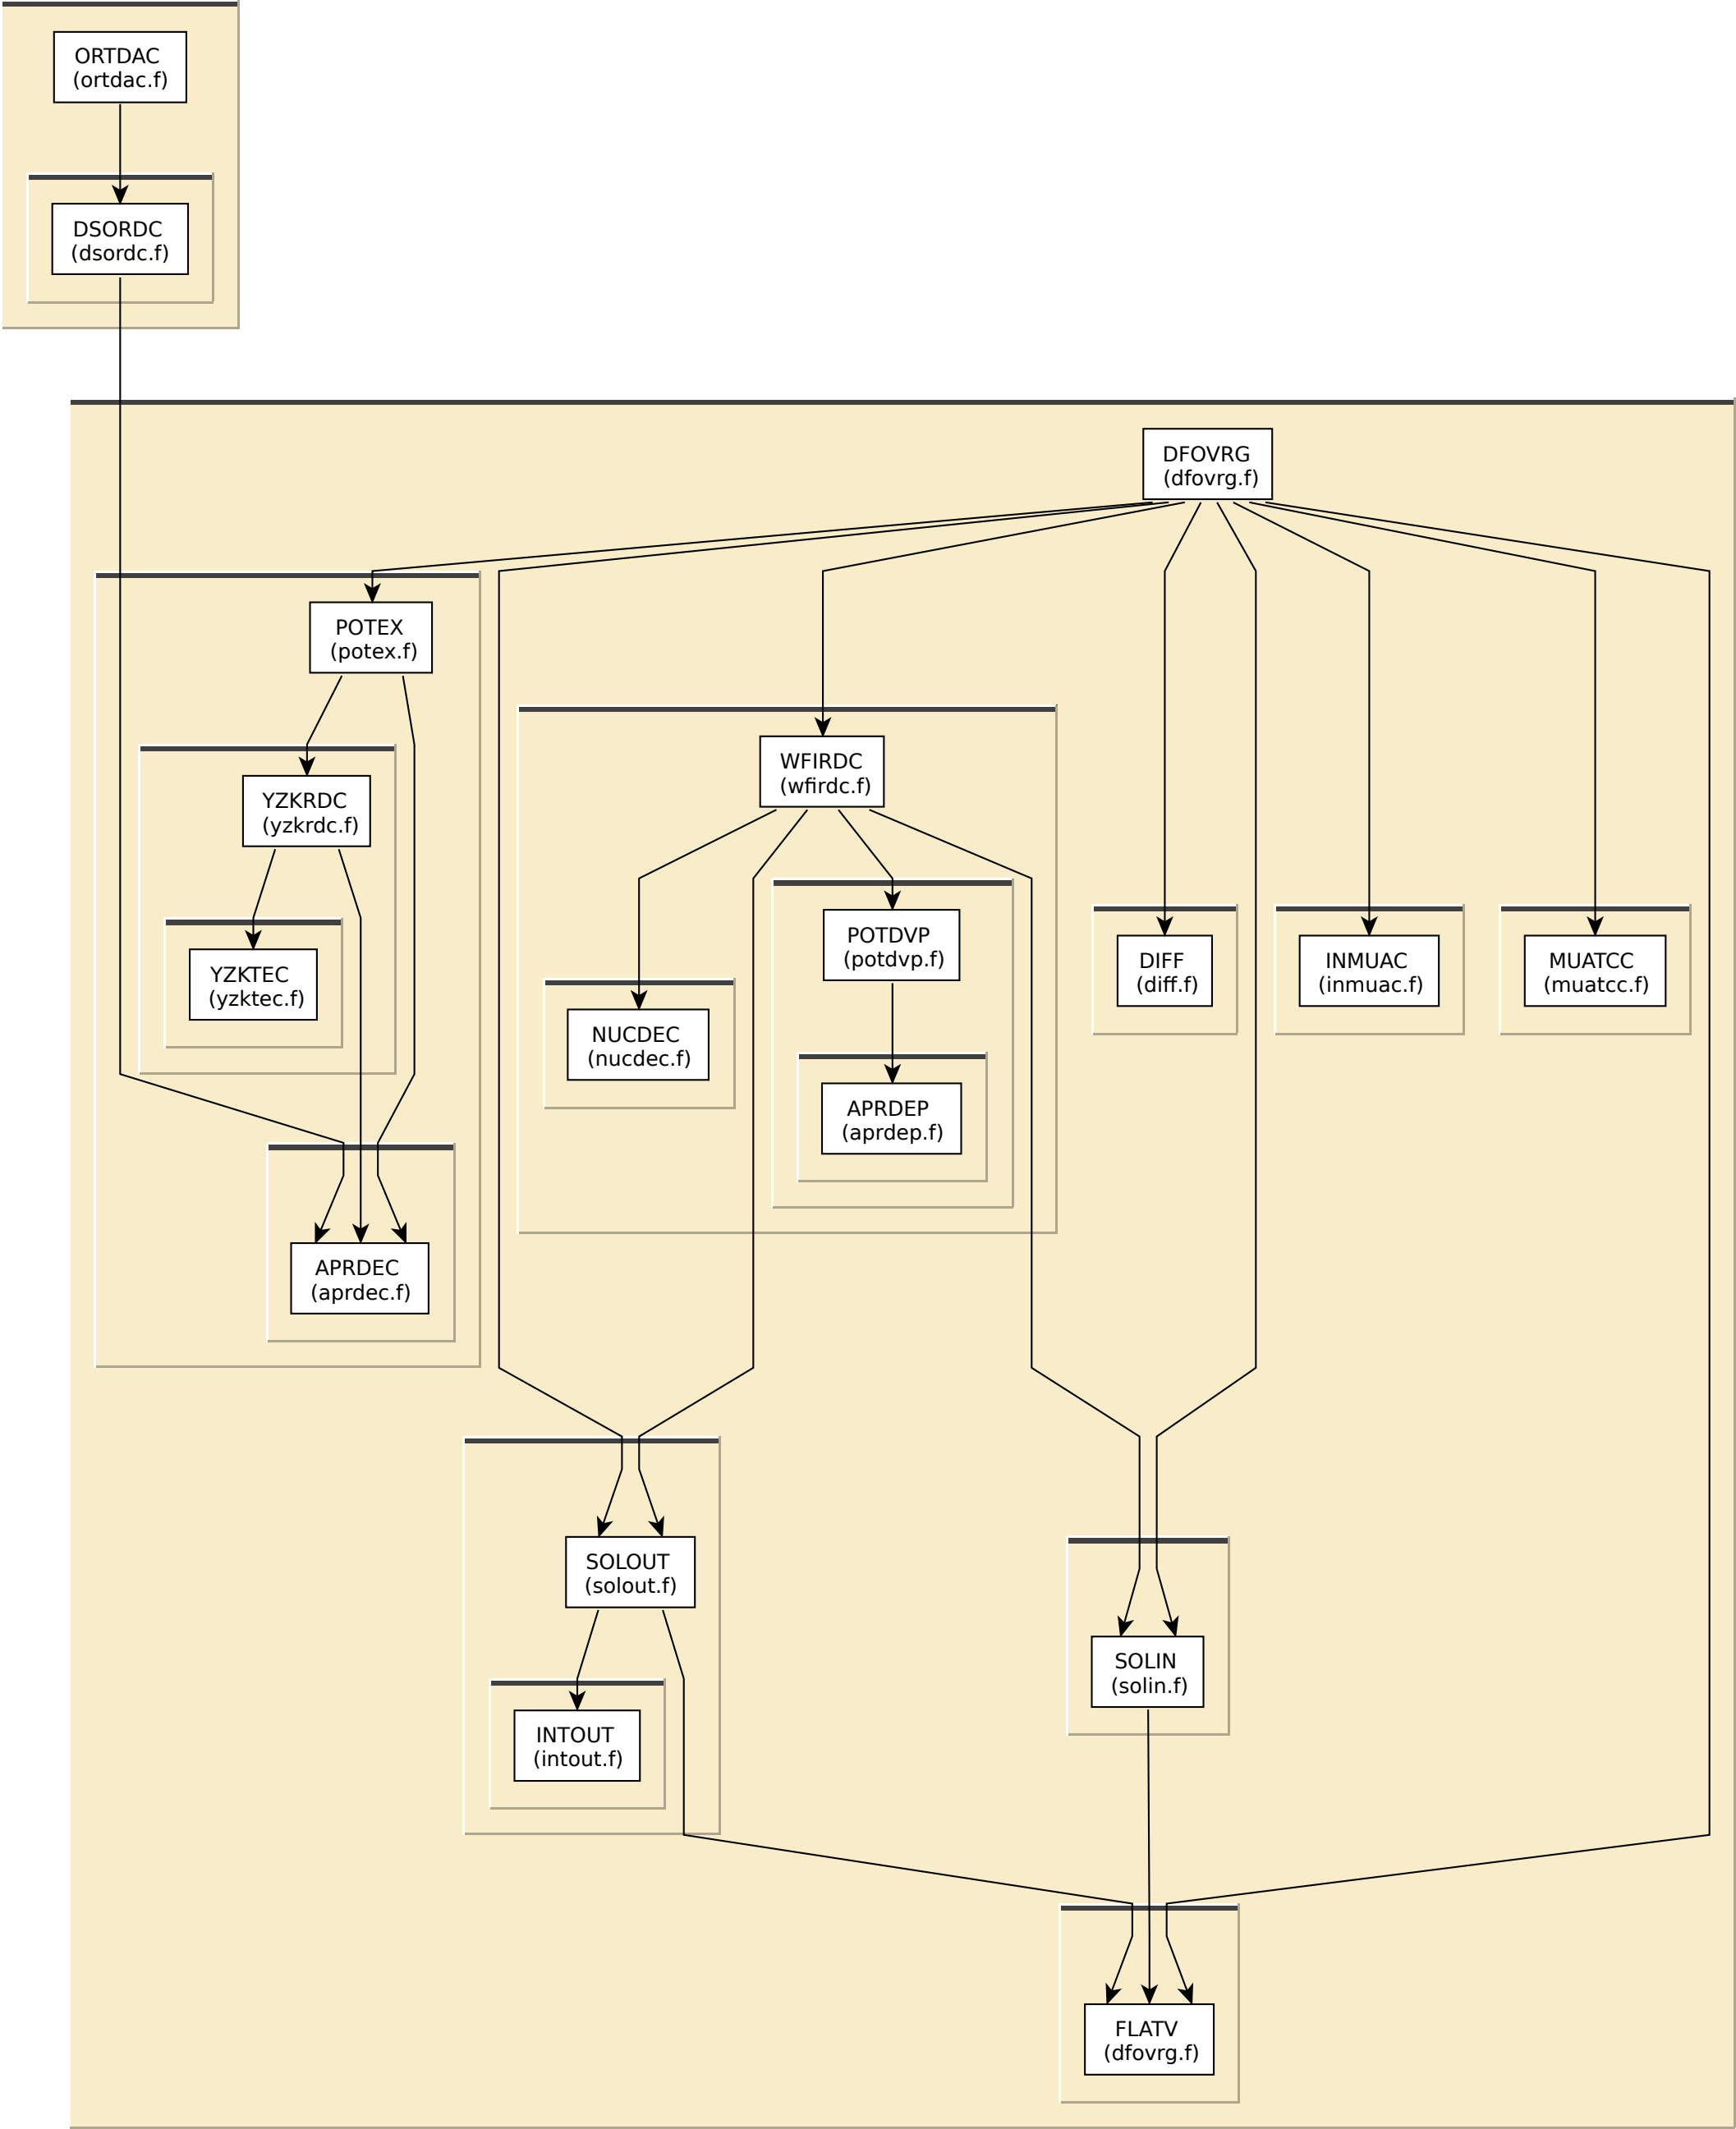 ORTDAC
(ortdac.f)
DSORDC
(dsordc.f)
DFOVRG
(dfovrg.f)
POTEX
(potex.f)
WFIRDC
(wfirdc.f)
YZKRDC
(yzkrdc.f)
POTDVP
(potdvp.f)
DIFF
(diff.f)
INMUAC
(inmuac.f)
MUATCC
(muatcc.f)
YZKTEC
(yzktec.f)
NUCDEC
(nucdec.f)
APRDEP
(aprdep.f)
APRDEC
(aprdec.f)
SOLOUT
(solout.f)
SOLIN
(solin.f)
INTOUT
(intout.f)
FLATV
(dfovrg.f)